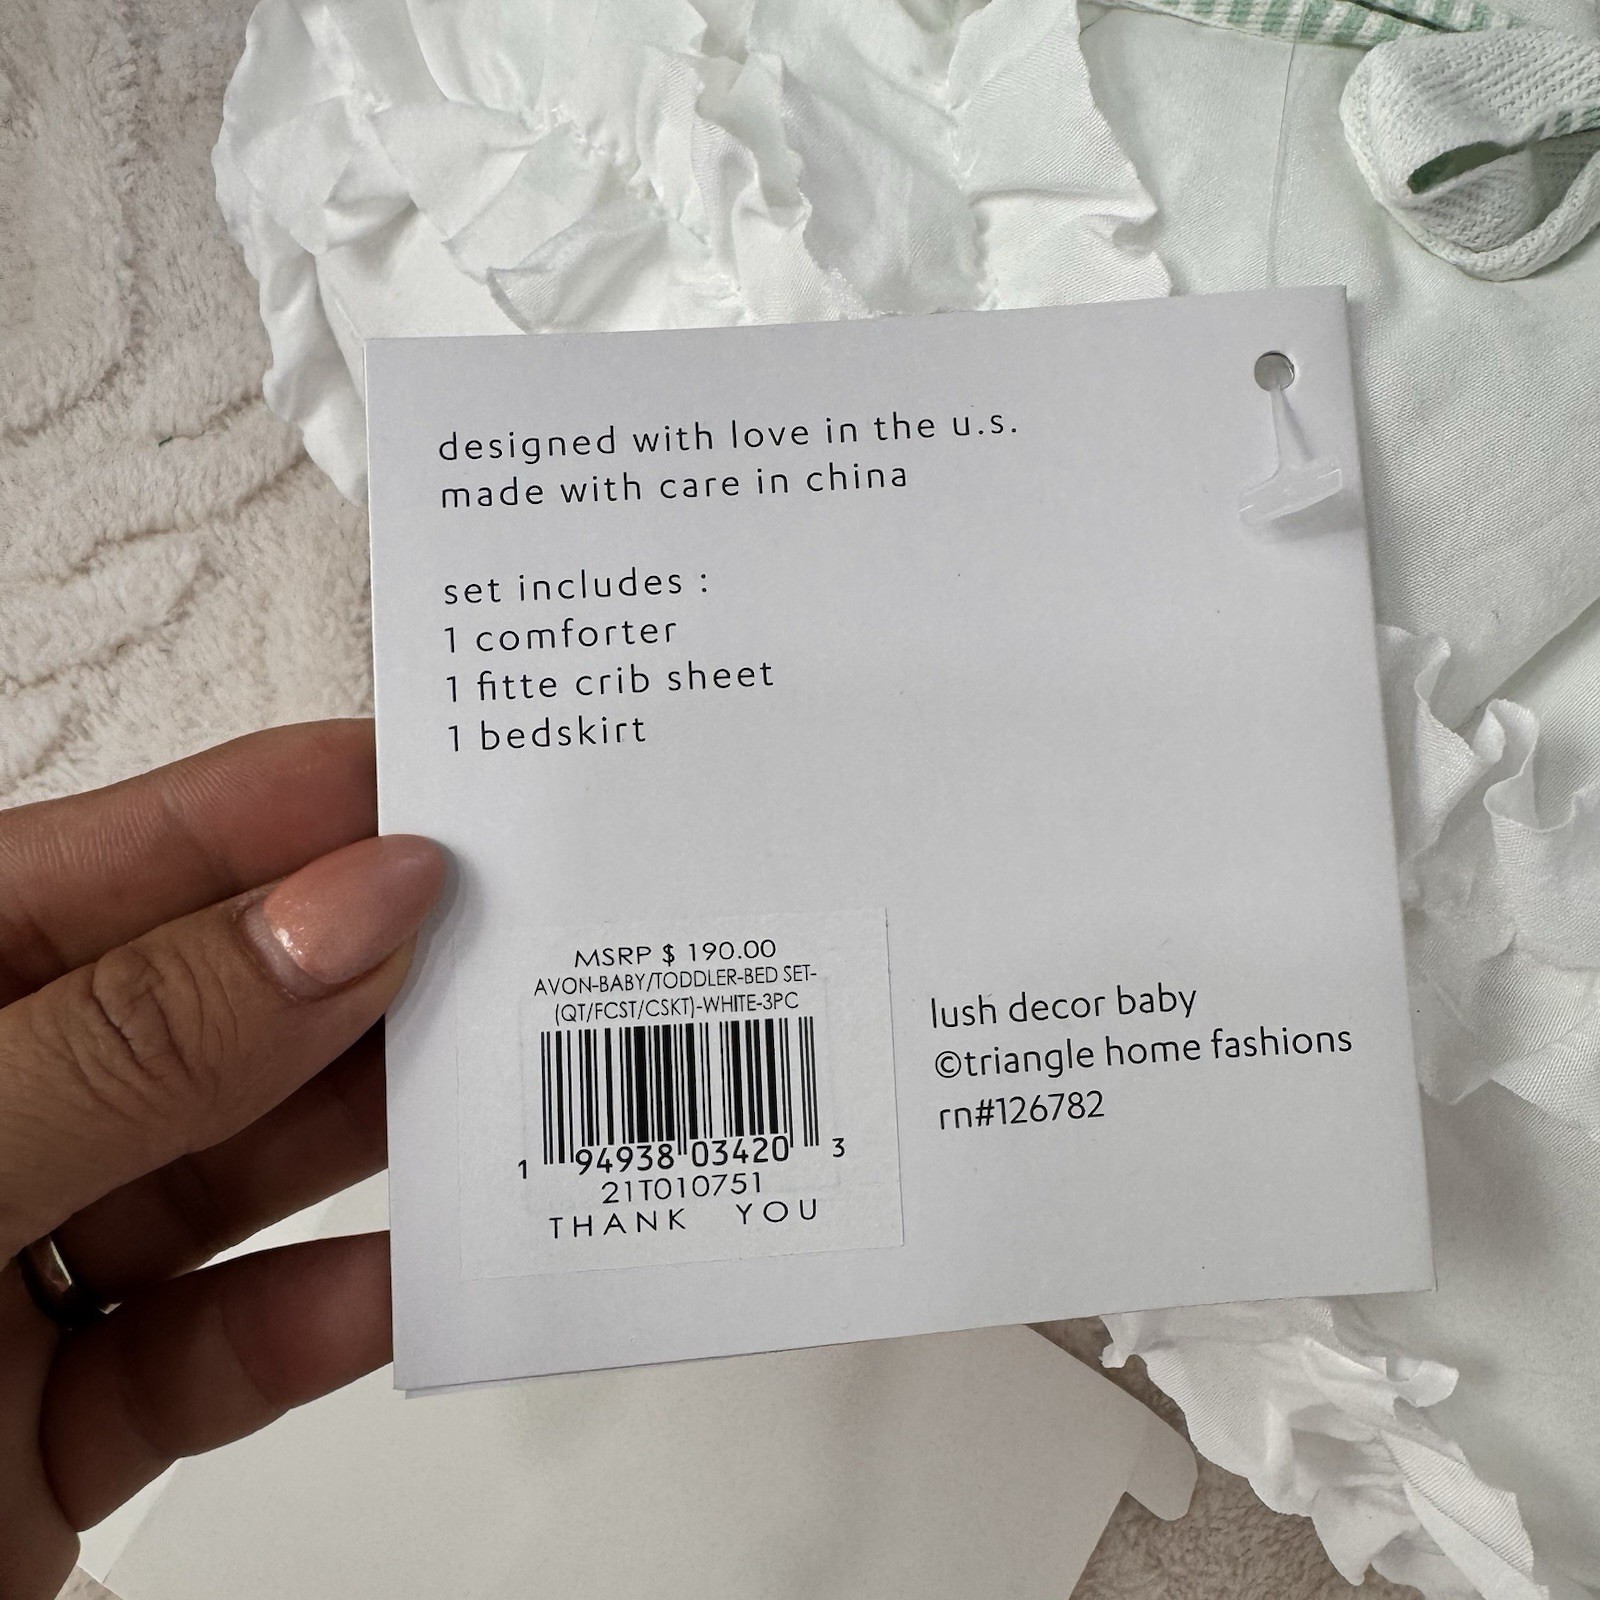 designed with love in the u.s.
made with care in china
set includes :
1 comforter
1 fitte crib sheet
1 bedskirt
MSRP $ 190.00
AVON-BABY/TODDLER-BED SET-
(QT/FCST/CSKT)-WHITE-3PC
1 94938 03420 3
21T010751
THANK YOU
lush decor baby
©triangle home fashions
rn#126782